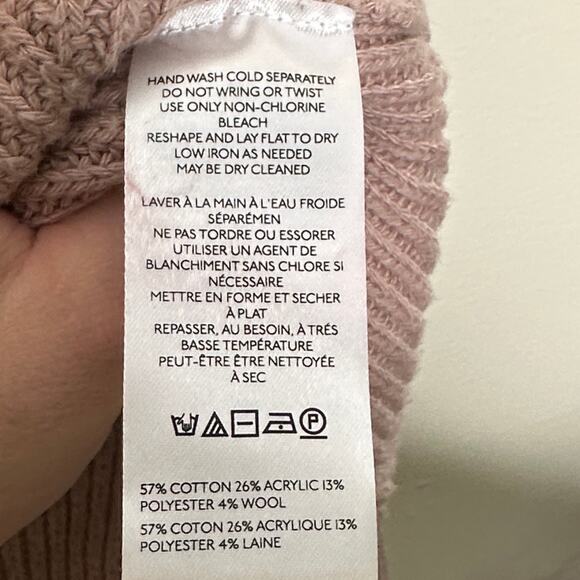 HAND WASH COLD SEPARATELY
DO NOT WRING OR TWIST
USE ONLY NON-CHLORINE
BLEACH
RESHAPE AND LAY FLAT TO DRY
LOW IRON AS NEEDED
MAY BE DRY CLEANED
LAVER À LA MAIN À L'EAU FROIDE
SÉPARÉMEN
NE PAS TORDRE OU ESSORER
UTILISER UN AGENT DE
BLANCHIMENT SANS CHLORE SI
NÉCESSAIRE
METTRE EN FORME ET SECHER
À PLAT
REPASSER, AU BESOIN, À TRÉS
BASSE TEMPÉRATURE
PEUT-ÊTRE ÊTRE NETTOYÉE
À SEC
P
57% COTTON 26% ACRYLIC 13%
POLYESTER 4% WOOL
57% COTON 26% ACRYLIQUE 13%
POLYESTER 4% LAINE